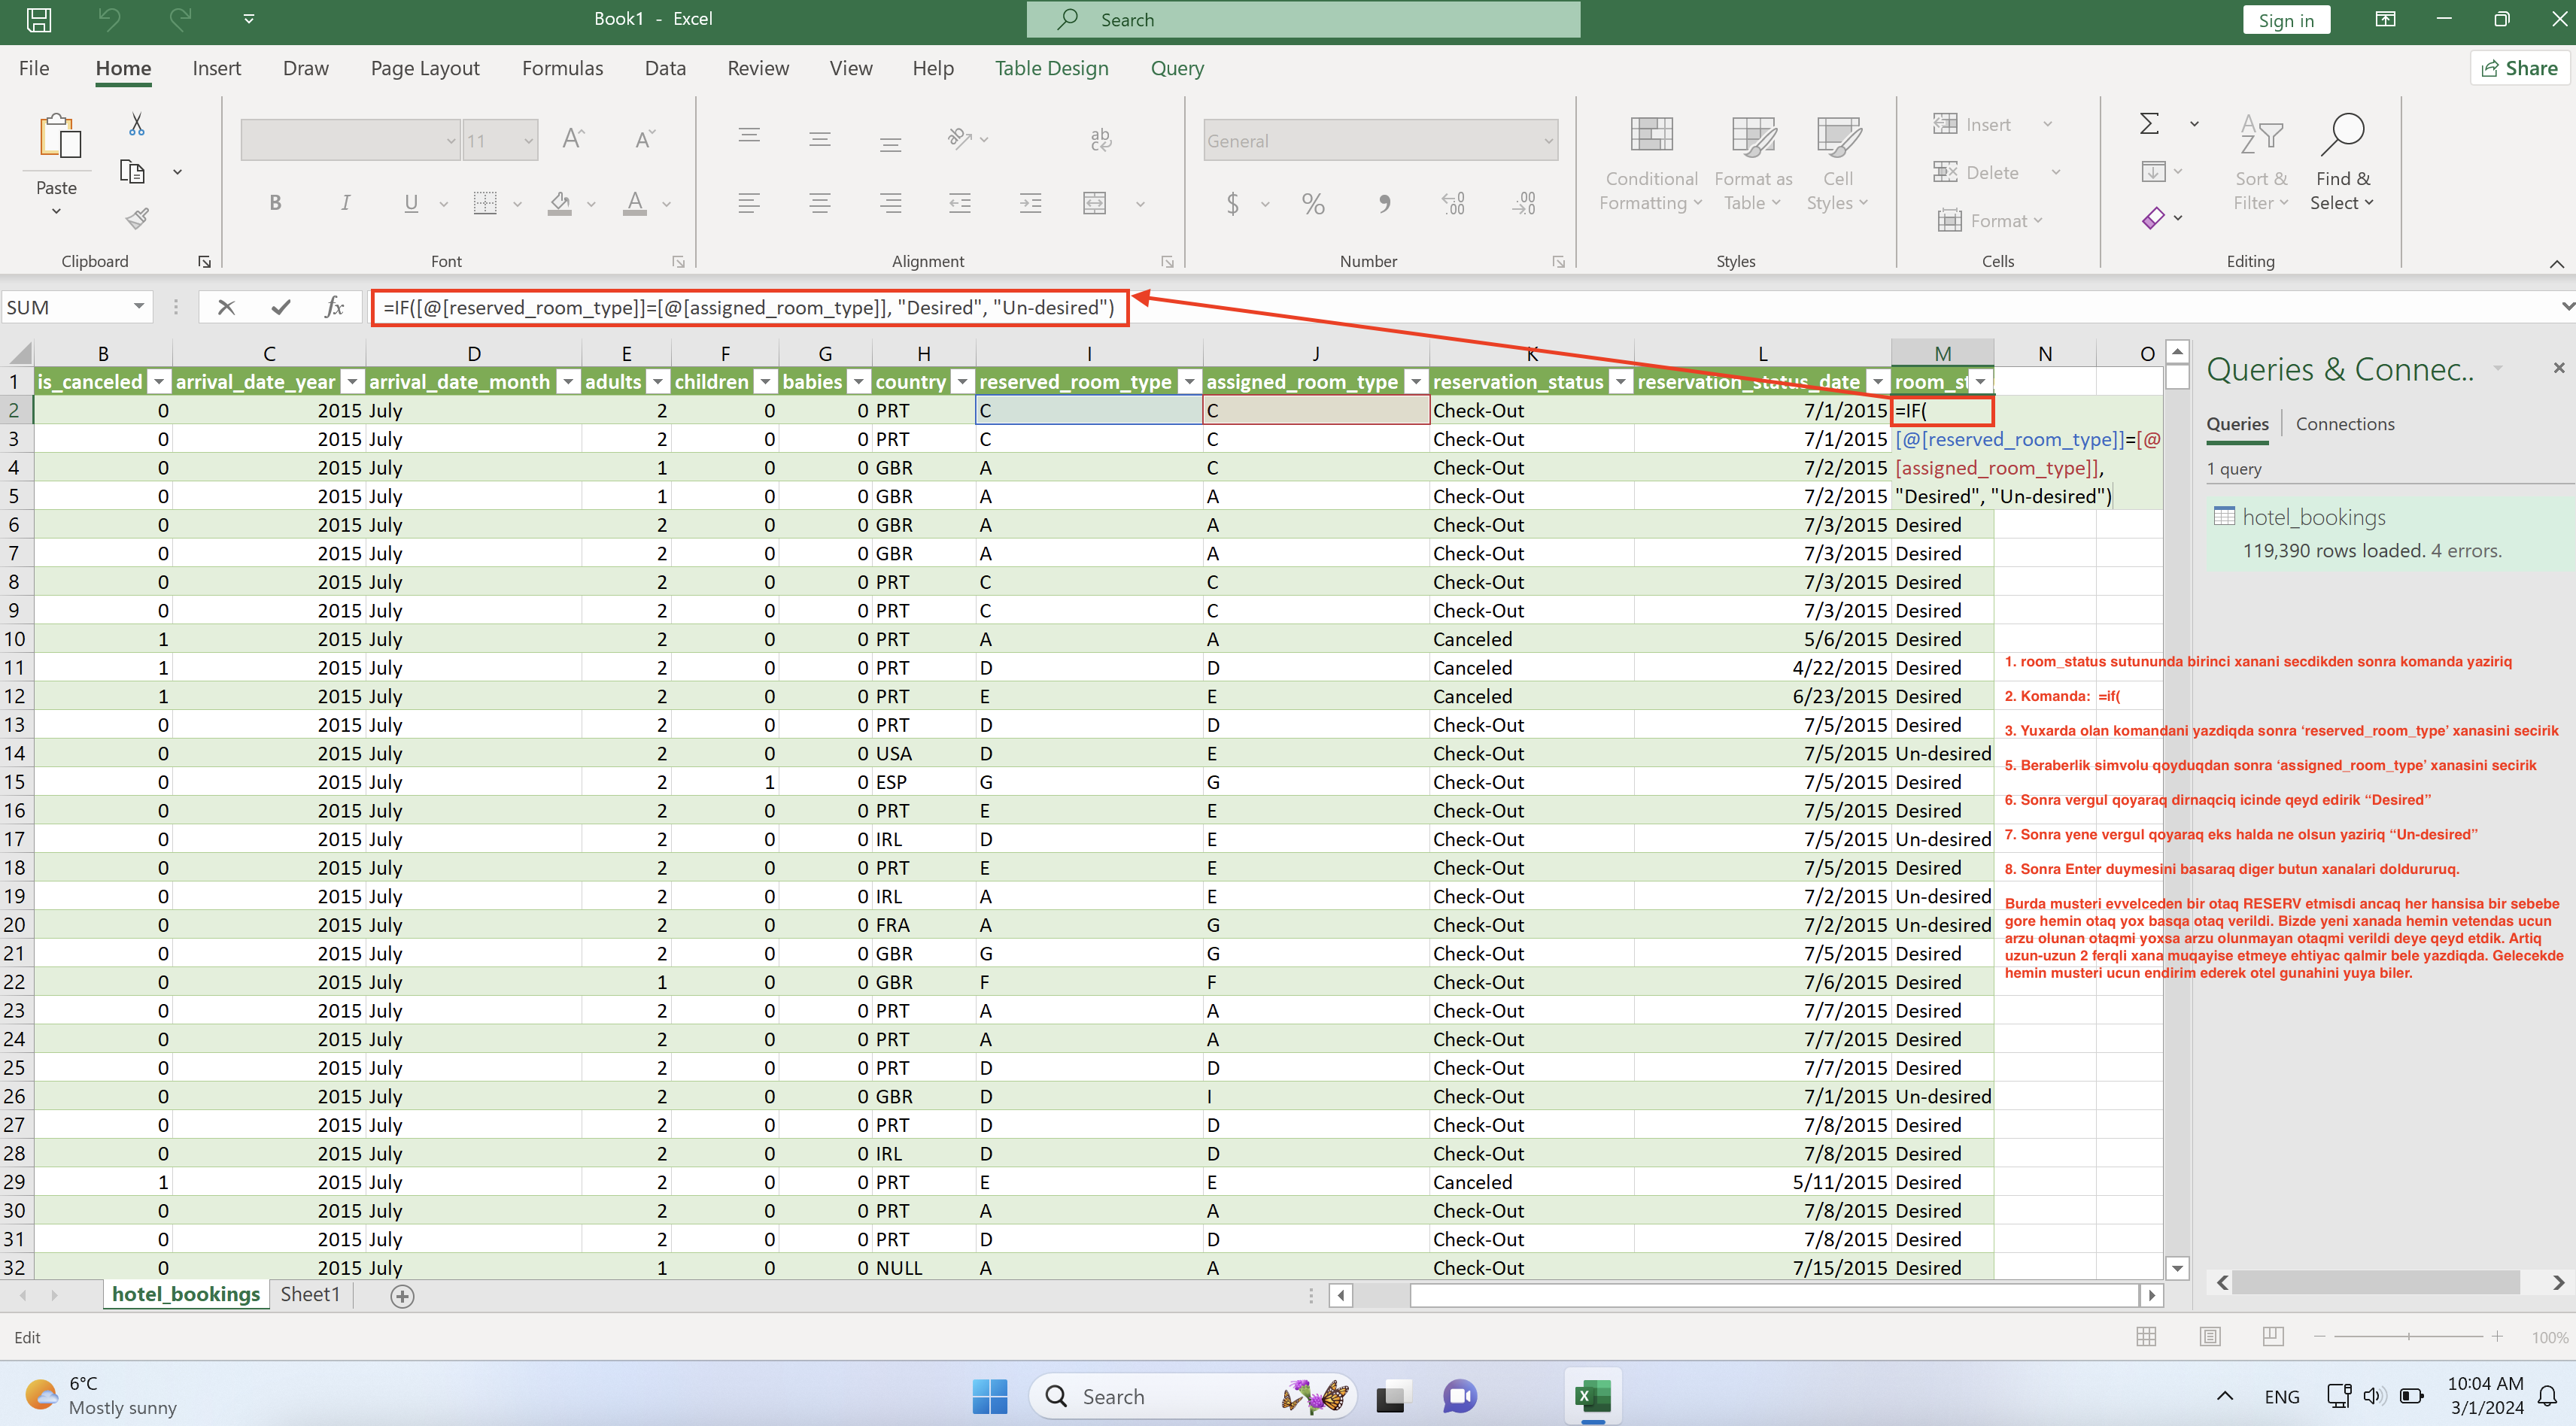 Book1 - Excel
Search
Sign in
File Home Insert Draw Page Layout Formulas Data Review View Help Table Design Query
Share
Paste
11
General
Conditional Formatting
Format as Table
Cell Styles
Insert
Delete
Format
Sort & Filter
Find & Select
Clipboard Font Alignment Number Styles Cells Editing
SUM
=IF([@[reserved_room_type]]=[@[assigned_room_type]], "Desired", "Un-desired")
B C D E F G H I J K L M N O
1 is_canceled arrival_date_year arrival_date_month adults children babies country reserved_room_type assigned_room_type reservation_status reservation_status_date room_st
2 0 2015 July 2 0 0 PRT C C Check-Out 7/1/2015 =IF(
3 0 2015 July 2 0 0 PRT C C Check-Out 7/1/2015 [@[reserved_room_type]]=[@
4 0 2015 July 1 0 0 GBR A C Check-Out 7/2/2015 [assigned_room_type]],
5 0 2015 July 1 0 0 GBR A A Check-Out 7/2/2015 "Desired", "Un-desired")
6 0 2015 July 2 0 0 GBR A A Check-Out 7/3/2015 Desired
7 0 2015 July 2 0 0 GBR A A Check-Out 7/3/2015 Desired
8 0 2015 July 2 0 0 PRT C C Check-Out 7/3/2015 Desired
9 0 2015 July 2 0 0 PRT C C Check-Out 7/3/2015 Desired
10 1 2015 July 2 0 0 PRT A A Canceled 5/6/2015 Desired
11 1 2015 July 2 0 0 PRT D D Canceled 4/22/2015 Desired
12 1 2015 July 2 0 0 PRT E E Canceled 6/23/2015 Desired
13 0 2015 July 2 0 0 PRT D D Check-Out 7/5/2015 Desired
14 0 2015 July 2 0 0 USA D E Check-Out 7/5/2015 Un-desired
15 0 2015 July 2 1 0 ESP G G Check-Out 7/5/2015 Desired
16 0 2015 July 2 0 0 PRT E E Check-Out 7/5/2015 Desired
17 0 2015 July 2 0 0 IRL D E Check-Out 7/5/2015 Un-desired
18 0 2015 July 2 0 0 PRT E E Check-Out 7/5/2015 Desired
19 0 2015 July 2 0 0 IRL A E Check-Out 7/2/2015 Un-desired
20 0 2015 July 2 0 0 FRA A G Check-Out 7/2/2015 Un-desired
21 0 2015 July 2 0 0 GBR G G Check-Out 7/5/2015 Desired
22 0 2015 July 1 0 0 GBR F F Check-Out 7/6/2015 Desired
23 0 2015 July 2 0 0 PRT A A Check-Out 7/7/2015 Desired
24 0 2015 July 2 0 0 PRT A A Check-Out 7/7/2015 Desired
25 0 2015 July 2 0 0 PRT D D Check-Out 7/7/2015 Desired
26 0 2015 July 2 0 0 GBR D I Check-Out 7/1/2015 Un-desired
27 0 2015 July 2 0 0 PRT D D Check-Out 7/8/2015 Desired
28 0 2015 July 2 0 0 IRL D D Check-Out 7/8/2015 Desired
29 1 2015 July 2 0 0 PRT E E Canceled 5/11/2015 Desired
30 0 2015 July 2 0 0 PRT A A Check-Out 7/8/2015 Desired
31 0 2015 July 2 0 0 PRT D D Check-Out 7/8/2015 Desired
32 0 2015 July 1 0 0 NULL A A Check-Out 7/15/2015 Desired
Queries & Connec..
Queries Connections
1 query
hotel_bookings
119,390 rows loaded. 4 errors.
1. room_status sutununda birinci xanani secdikden sonra komanda yaziriq
2. Komanda: =if(
3. Yuxarda olan komandani yazdiqda sonra ‘reserved_room_type’ xanasini secirik
5. Beraberlik simvolu qoyduqdan sonra ‘assigned_room_type’ xanasini secirik
6. Sonra vergul qoyaraq dirnaqciq icinde qeyd edirik “Desired”
7. Sonra yene vergul qoyaraq eks halda ne olsun yaziriq “Un-desired”
8. Sonra Enter duymesini basaraq diger butun xanalari doldururuq.
Burda musteri evvelceden bir otaq RESERV etmisdi ancaq her hansisa bir sebebe
gore hemin otaq yox basqa otaq verildi. Bizde yeni xanada hemin vetendas ucun
arzu olunan otaqmi yoxsa arzu olunmayan otaqmi verildi deye qeyd etdik. Artiq
uzun-uzun 2 ferqli xana muqayise etmeye ehtiyac qalmir bele yazdiqda. Gelecekde
hemin musteri ucun endirim ederek otel gunahini yuya biler.
hotel_bookings Sheet1
Edit
100%
6°C
Mostly sunny
Search
ENG
10:04 AM
3/1/2024